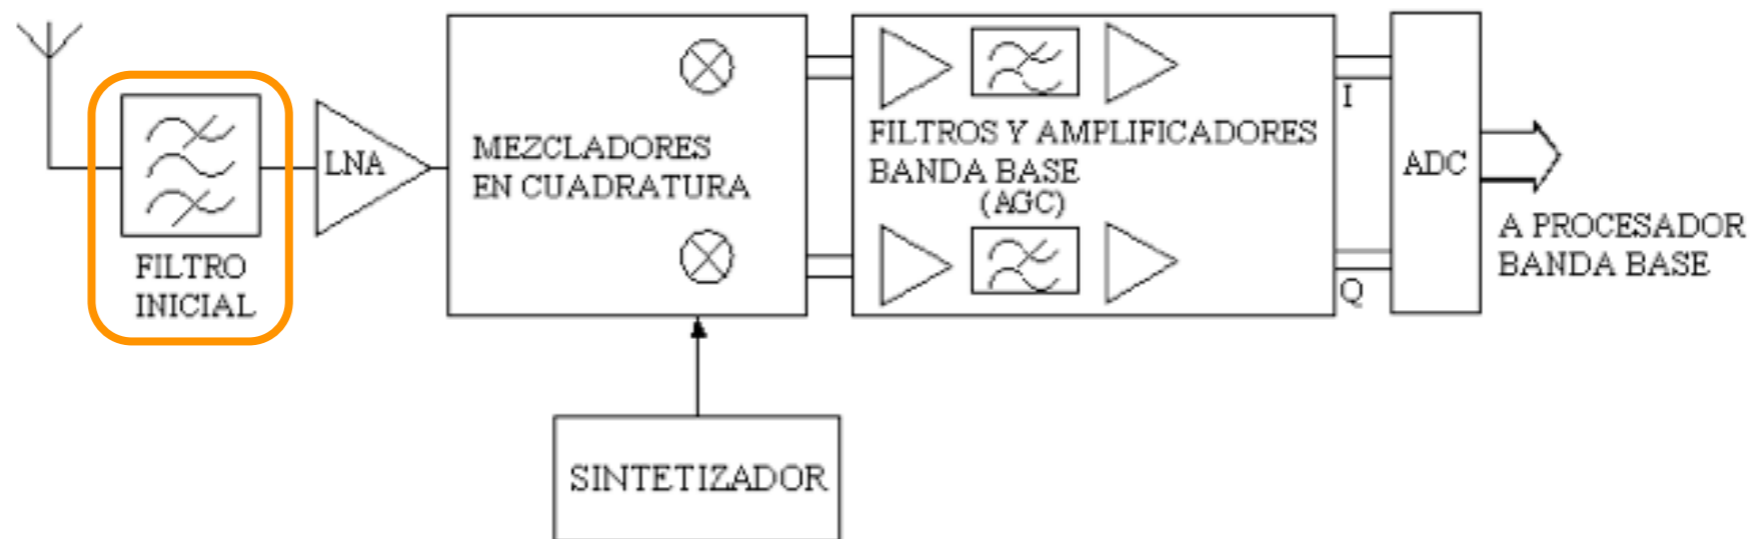 FILTRO
INICIAL
LNA
MEZCLADORES
EN CUADRATURA
SINTETIZADOR
FILTROS Y AMPLIFICADORES
BANDA BASE
(AGC)
I
Q
ADC
A PROCESADOR
BANDA BASE